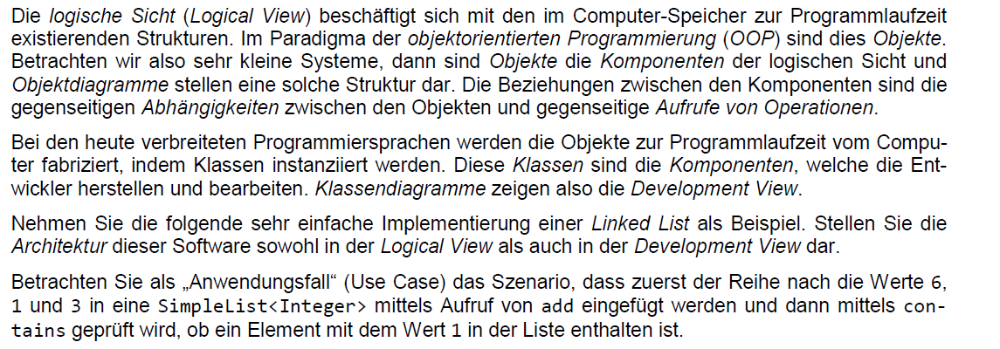 Die logische Sicht (Logical View) beschäftigt sich mit den im Computer-Speicher zur Programmlaufzeit
existierenden Strukturen. Im Paradigma der objektorientierten Programmierung (OOP) sind dies Objekte.
Betrachten wir also sehr kleine Systeme, dann sind Objekte die Komponenten der logischen Sicht und
Objektdiagramme stellen eine solche Struktur dar. Die Beziehungen zwischen den Komponenten sind die
gegenseitigen Abhängigkeiten zwischen den Objekten und gegenseitige Aufrufe von Operationen.
Bei den heute verbreiteten Programmiersprachen werden die Objekte zur Programmlaufzeit vom Compu-
ter fabriziert, indem Klassen instanziiert werden. Diese Klassen sind die Komponenten, welche die Ent-
wickler herstellen und bearbeiten. Klassendiagramme zeigen also die Development View.
Nehmen Sie die folgende sehr einfache Implementierung einer Linked List als Beispiel. Stellen Sie die
Architektur dieser Software sowohl in der Logical View als auch in der Development View dar.
Betrachten Sie als „Anwendungsfall“ (Use Case) das Szenario, dass zuerst der Reihe nach die Werte 6,
1 und 3 in eine SimpleList<Integer> mittels Aufruf von add eingefügt werden und dann mittels con-
tains geprüft wird, ob ein Element mit dem Wert 1 in der Liste enthalten ist.